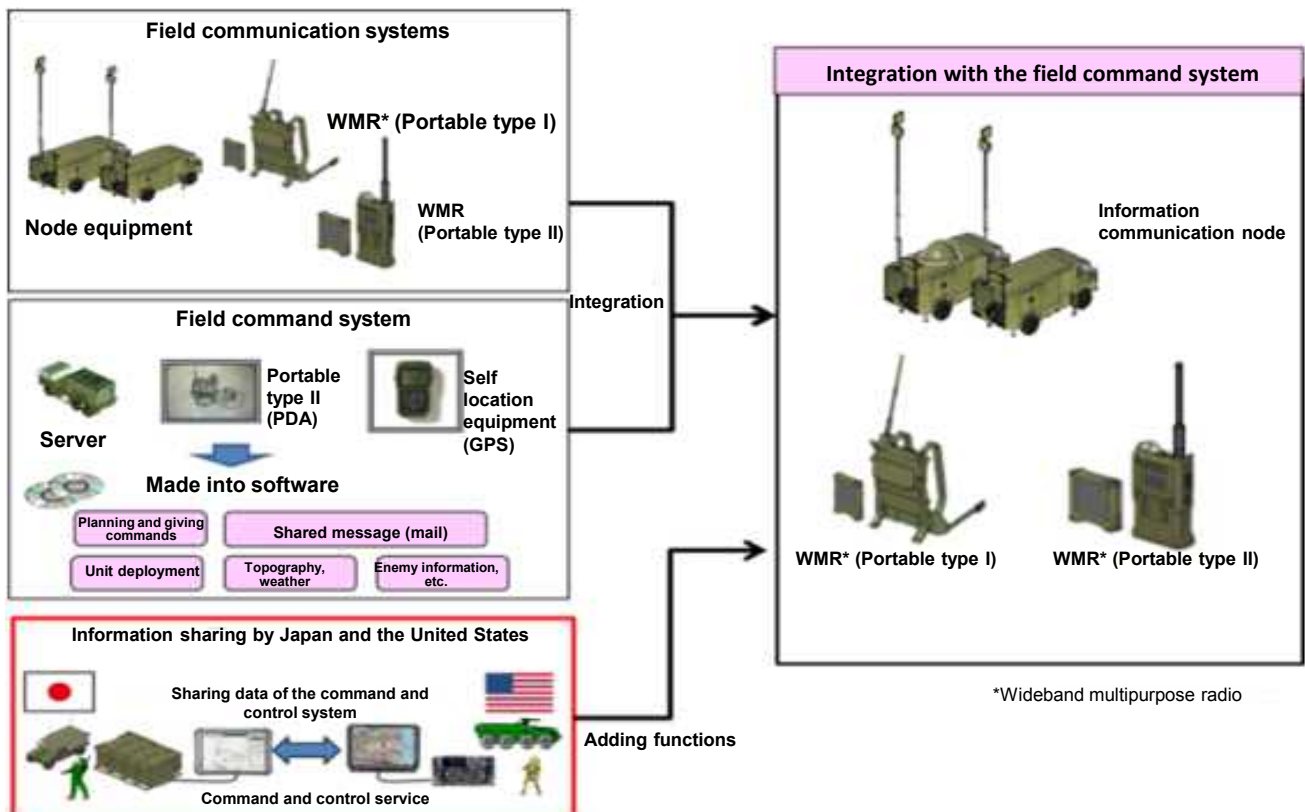 Field communication systems
WMR* (Portable type I)
WMR
(Portable type II)
Node equipment
Integration
Field command system
Portable
type II
(PDA)
Self
location
equipment
(GPS)
Server
Made into software
Planning and giving
commands
Shared message (mail)
Unit deployment
Topography,
weather
Enemy information,
etc.
Information sharing by Japan and the United States
Sharing data of the command and
control system
Command and control service
Adding functions
Integration with the field command system
Information
communication node
WMR* (Portable type I)
WMR* (Portable type II)
*Wideband multipurpose radio